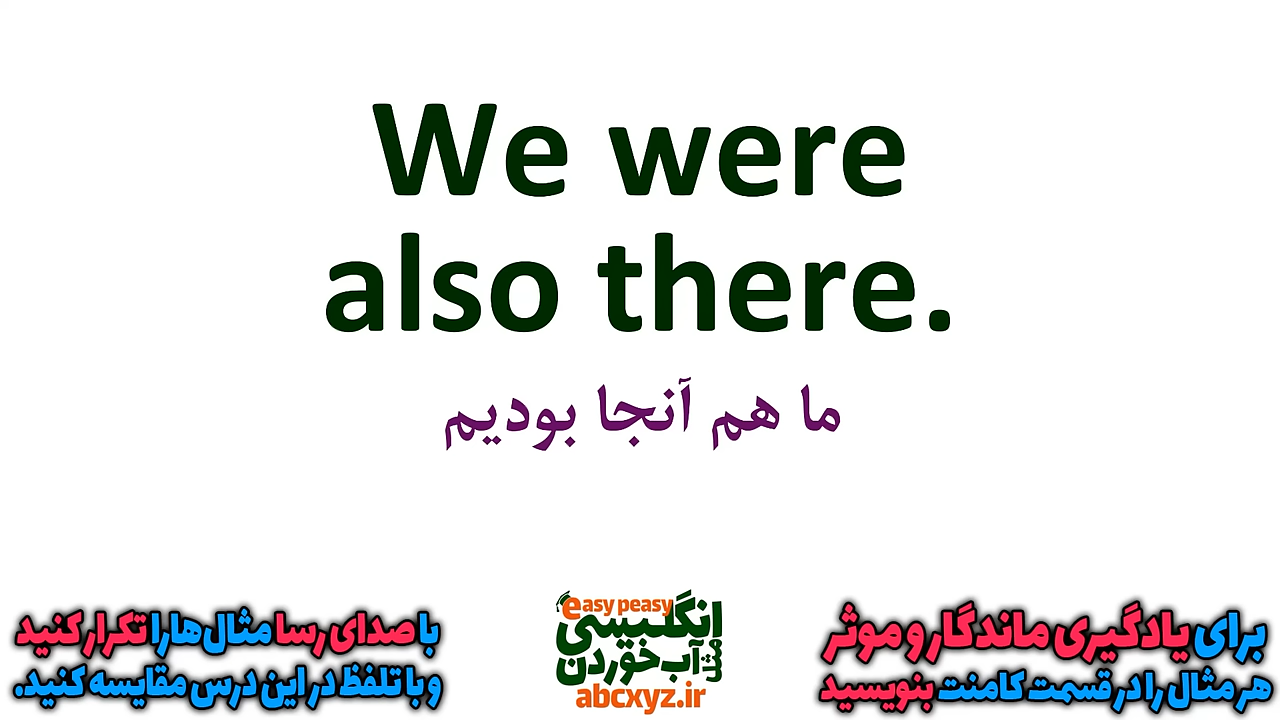 We were
also there.
ما هم آنجا بودیم
با صدای رسا مثال‌ها را تکرار کنید
و با تلفظ در این درس مقایسه کنید.
easy peasy
انگلیسی
مثل آب خوردن
abcxyz.ir
برای یادگیری ماندگار و موثر
هر مثال را در قسمت کامنت بنویسید